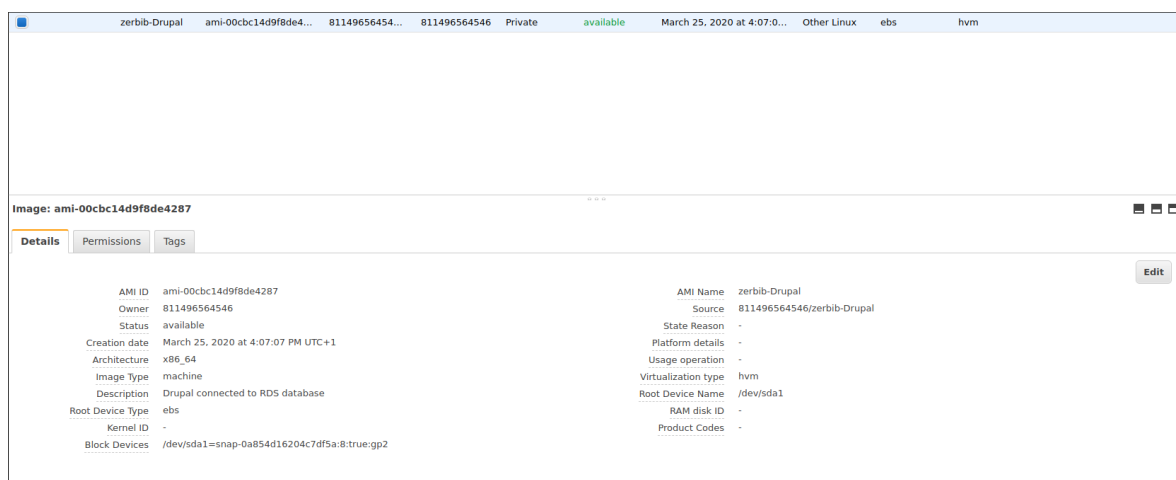 zerbib-Drupal ami-00cbc14d9f8de4...81149656454... 811496564546 Private available March 25, 2020 at 4:07:0... Other Linux ebs hvm
Image: ami-00cbc14d9f8de4287
Details Permissions Tags
Edit
AMI ID ami-00cbc14d9f8de4287 AMI Name zerbib-Drupal
Owner 811496564546 Source 811496564546/zerbib-Drupal
Status available State Reason -
Creation date March 25, 2020 at 4:07:07 PM UTC+1 Platform details -
Architecture x86_64 Usage operation -
Image Type machine Virtualization type hvm
Description Drupal connected to RDS database Root Device Name /dev/sda1
Root Device Type ebs RAM disk ID -
Kernel ID - Product Codes -
Block Devices /dev/sda1=snap-0a854d16204c7df5a:8:true:gp2